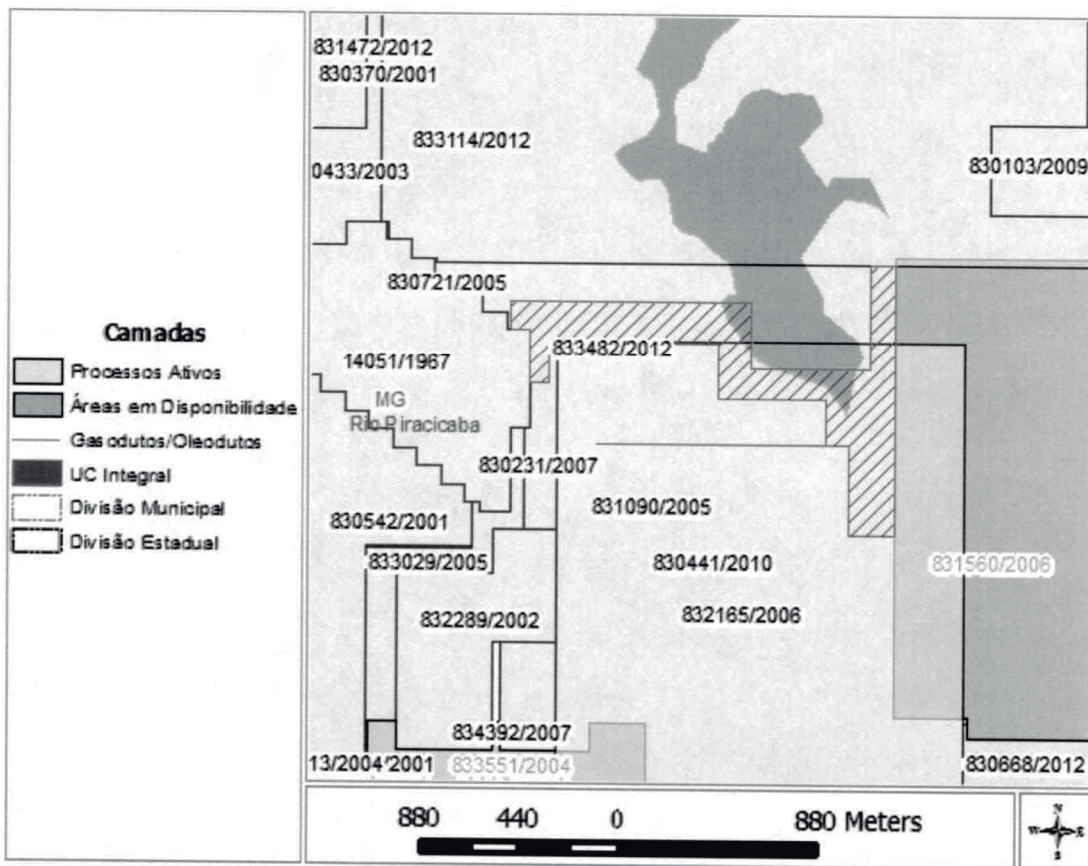 Camadas
Processos Ativos
Áreas em Disponibilidade
Gasodutos/Oleodutos
UC Integral
Divisão Municipal
Divisão Estadual
831472/2012
830370/2001
833114/2012
0433/2003
830103/2009
830721/2005
14051/1967
833482/2012
MG
Rio Piracicaba
830231/2007
831090/2005
830542/2001
833029/2005
830441/2010
831560/2006
832289/2002
832165/2006
834392/2007
13/2004/2001
833551/2004
830668/2012
880 440 0 880 Meters
N
W E
S